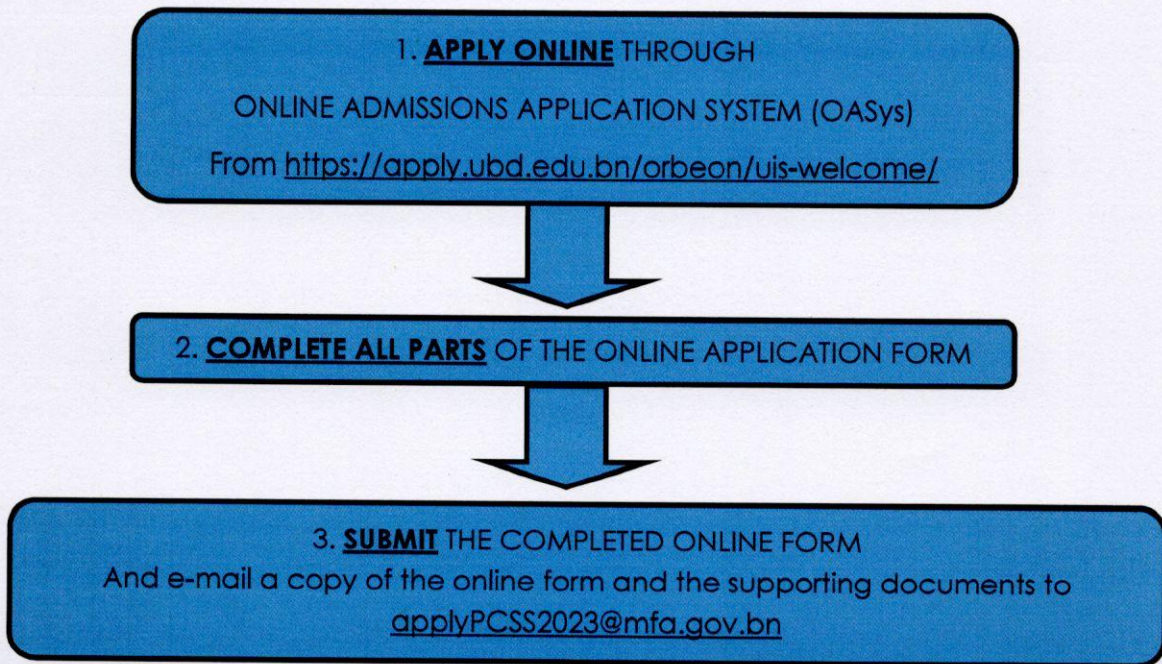 1. APPLY ONLINE THROUGH
ONLINE ADMISSIONS APPLICATION SYSTEM (OASys)
From https://apply.ubd.edu.bn/orbeon/uis-welcome/
2. COMPLETE ALL PARTS OF THE ONLINE APPLICATION FORM
3. SUBMIT THE COMPLETED ONLINE FORM
And e-mail a copy of the online form and the supporting documents to
applyPCSS2023@mfa.gov.bn